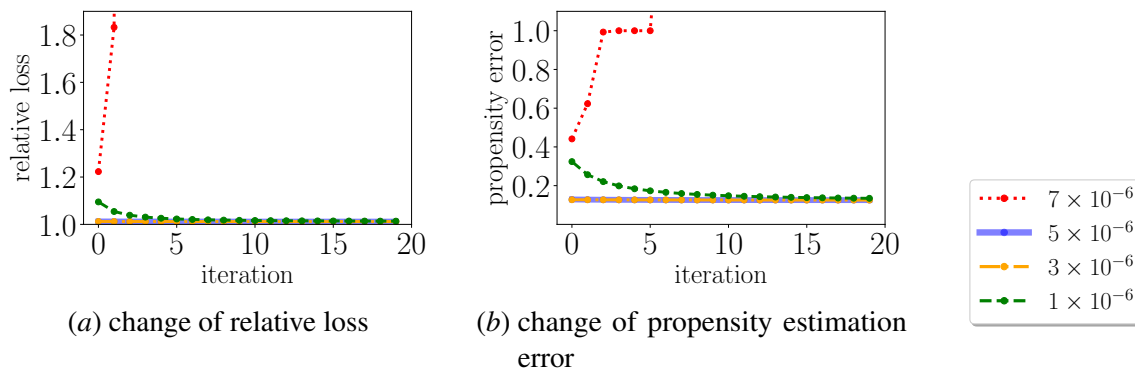 relative loss
1.8
1.6
1.4
1.2
1.0
0 5 10 15 20
iteration
(a) change of relative loss
propensity error
1.0
0.8
0.6
0.4
0.2
0 5 10 15 20
iteration
(b) change of propensity estimation
error
7 × 10⁻⁶
5 × 10⁻⁶
3 × 10⁻⁶
1 × 10⁻⁶